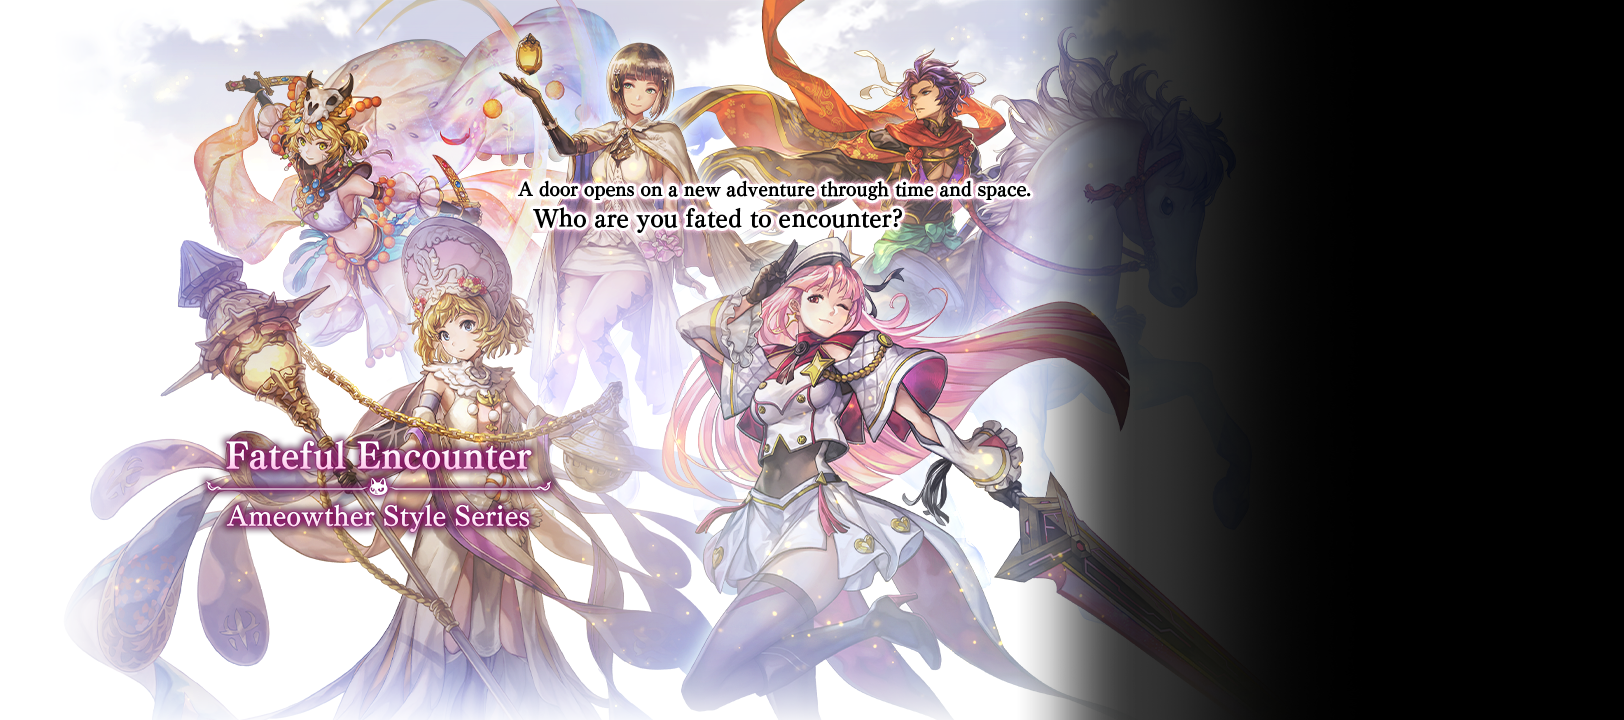 A door opens on a new adventure through time and space.
Who are you fated to encounter?
Fateful Encounter
Ameowther Style Series